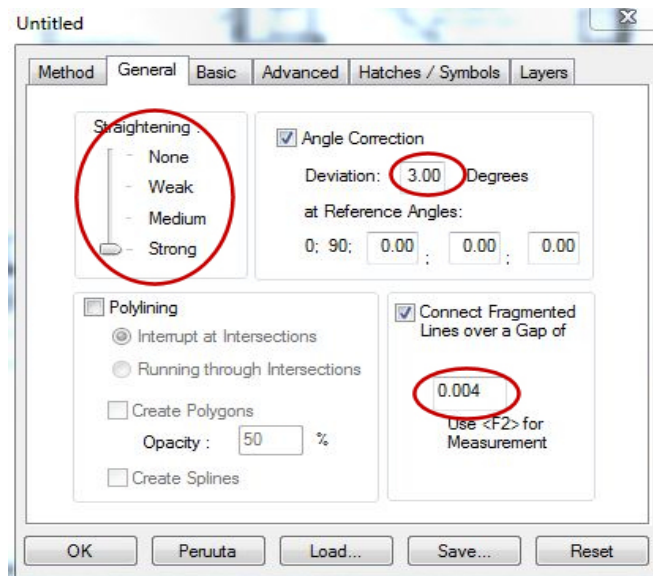 Untitled
Method General Basic Advanced Hatches / Symbols Layers
Straightening :
None
Weak
Medium
Strong
Angle Correction
Deviation: 3.00 Degrees
at Reference Angles:
0; 90; 0.00 ; 0.00 ; 0.00
Polylining
Interrupt at Intersections
Running through Intersections
Create Polygons
Opacity : 50 %
Create Splines
Connect Fragmented
Lines over a Gap of
0.004
Use <F2> for
Measurement
OK Peruuta Load... Save... Reset